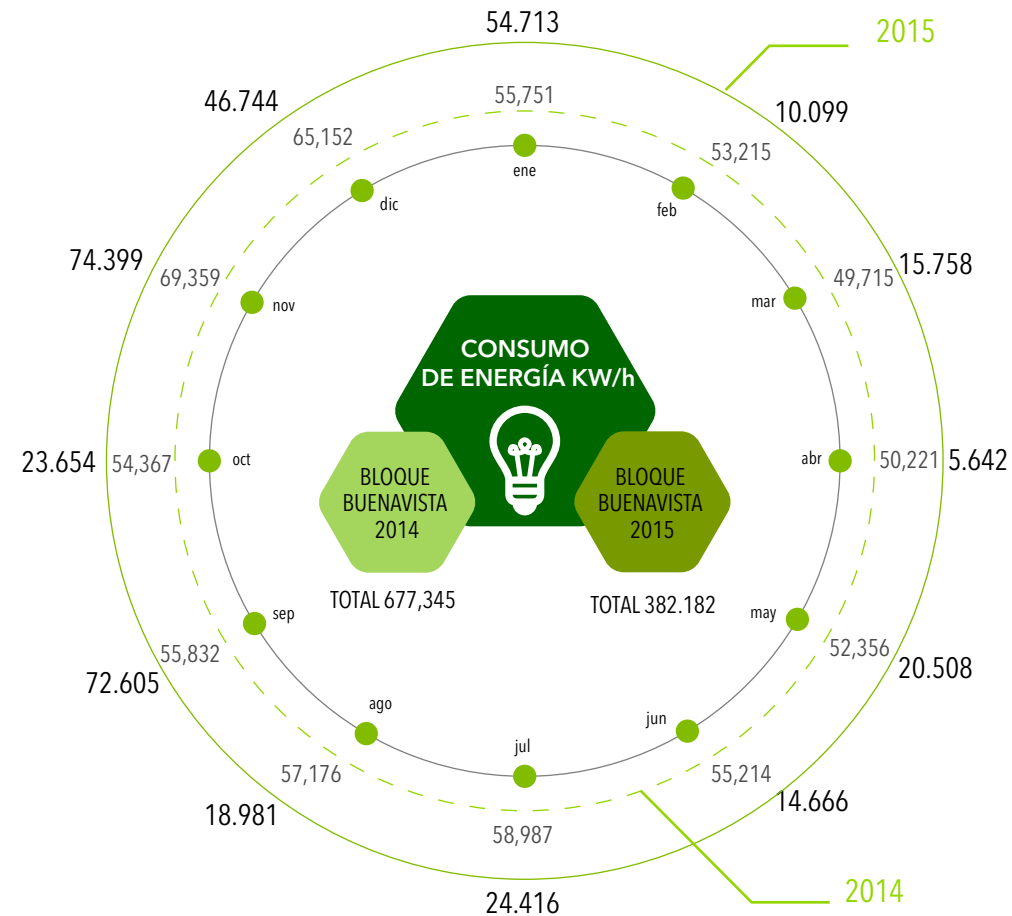 54.713
2015
46.744
10.099
55,751
65,152
53,215
ene
dic
feb
74.399
15.758
69,359
49,715
nov
mar
CONSUMO
DE ENERGÍA KW/h
23.654
54,367
oct
abr
50,221
5.642
BLOQUE
BUENAVISTA
2014
BLOQUE
BUENAVISTA
2015
TOTAL 677,345
TOTAL 382.182
sep
may
55,832
52,356
72.605
20.508
ago
jun
jul
57,176
55,214
18.981
14.666
58,987
24.416
2014